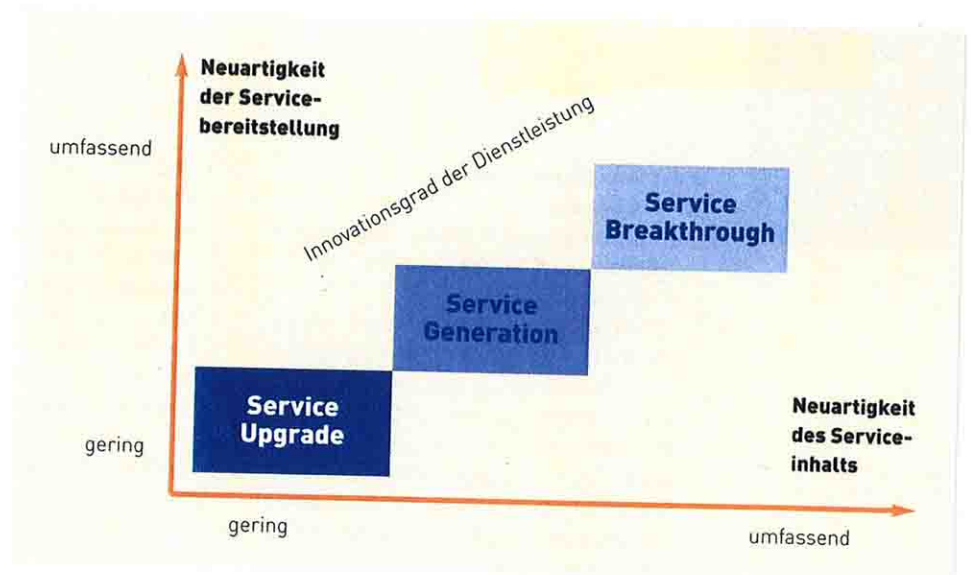 Neuartigkeit
der Service-
bereitstellung
umfassend
Innovationsgrad der Dienstleistung
Service
Breakthrough
Service
Generation
Service
Upgrade
Neuartigkeit
des Service-
inhalts
gering
gering
umfassend